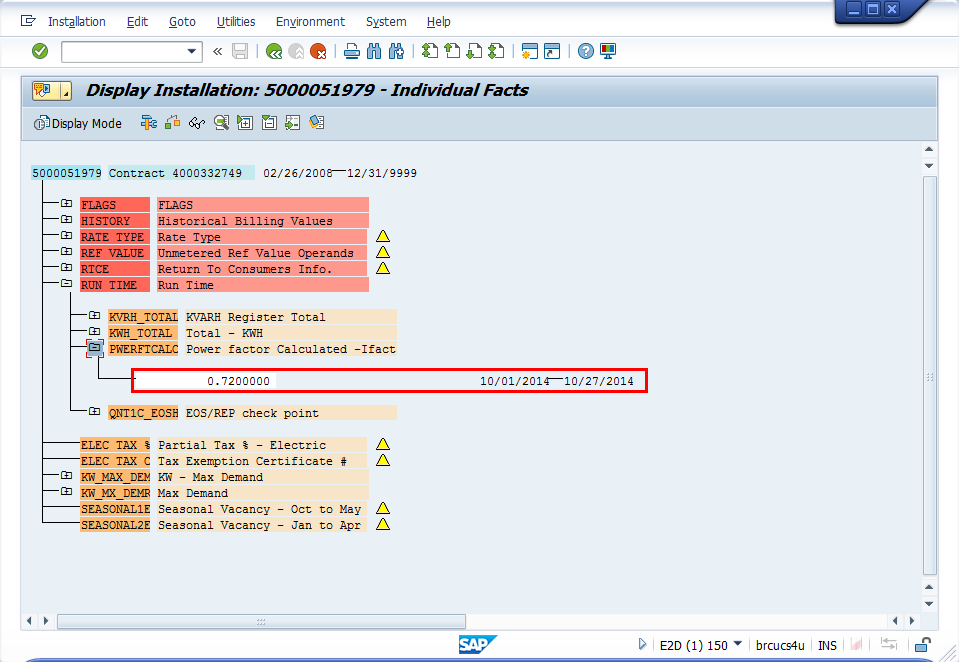 Installation Edit Goto Utilities Environment System Help
Display Installation: 5000051979 - Individual Facts
Display Mode
5000051979 Contract 4000332749 02/26/2008 12/31/9999
FLAGS FLAGS
HISTORY Historical Billing Values
RATE TYPE Rate Type
REF VALUE Unmetered Ref Value Operands
RTCE Return To Consumers Info.
RUN TIME Run Time
KVRH_TOTAL KVARH Register Total
KWH_TOTAL Total - KWH
PWERFTCALC Power factor Calculated -Ifact
0.7200000 10/01/2014 10/27/2014
QNT1C_EOSH EOS/REP check point
ELEC TAX % Partial Tax % - Electric
ELEC TAX C Tax Exemption Certificate #
KW_MAX_DEM KW - Max Demand
KW_MX_DEMR Max Demand
SEASONAL1E Seasonal Vacancy - Oct to May
SEASONAL2E Seasonal Vacancy - Jan to Apr
SAP E2D (1) 150 brcucs4u INS